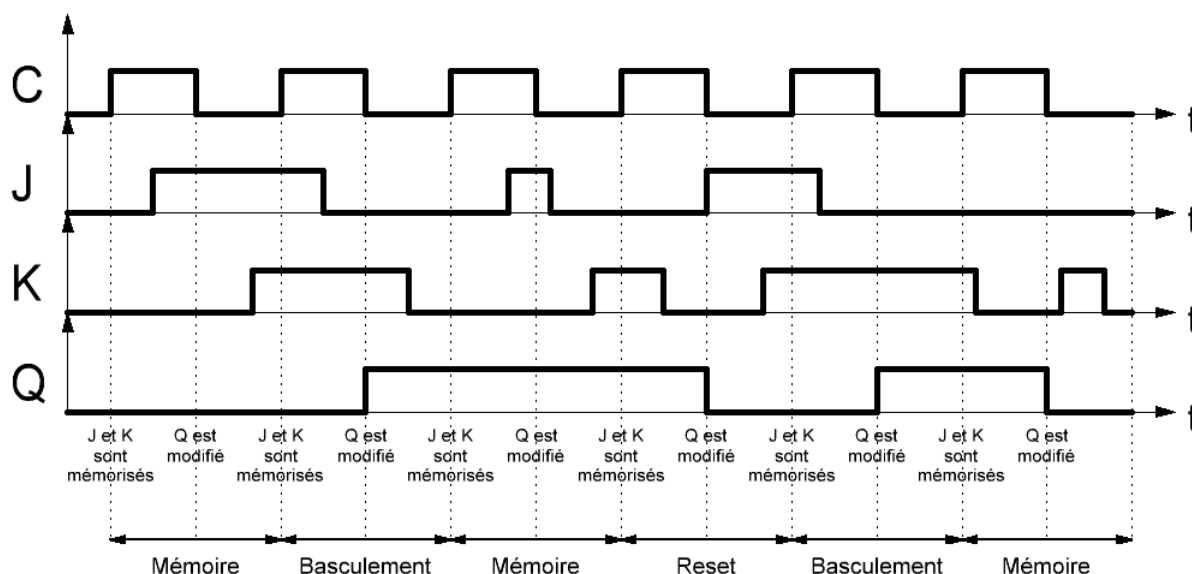 C
t
J
t
K
t
Q
t
J et K sont mémorisés
Q est modifié
J et K sont mémorisés
Q est modifié
J et K sont mémorisés
Q est modifié
J et K sont mémorisés
Q est modifié
J et K sont mémorisés
Q est modifié
J et K sont mémorisés
Q est modifié
Mémoire
Basculement
Mémoire
Reset
Basculement
Mémoire